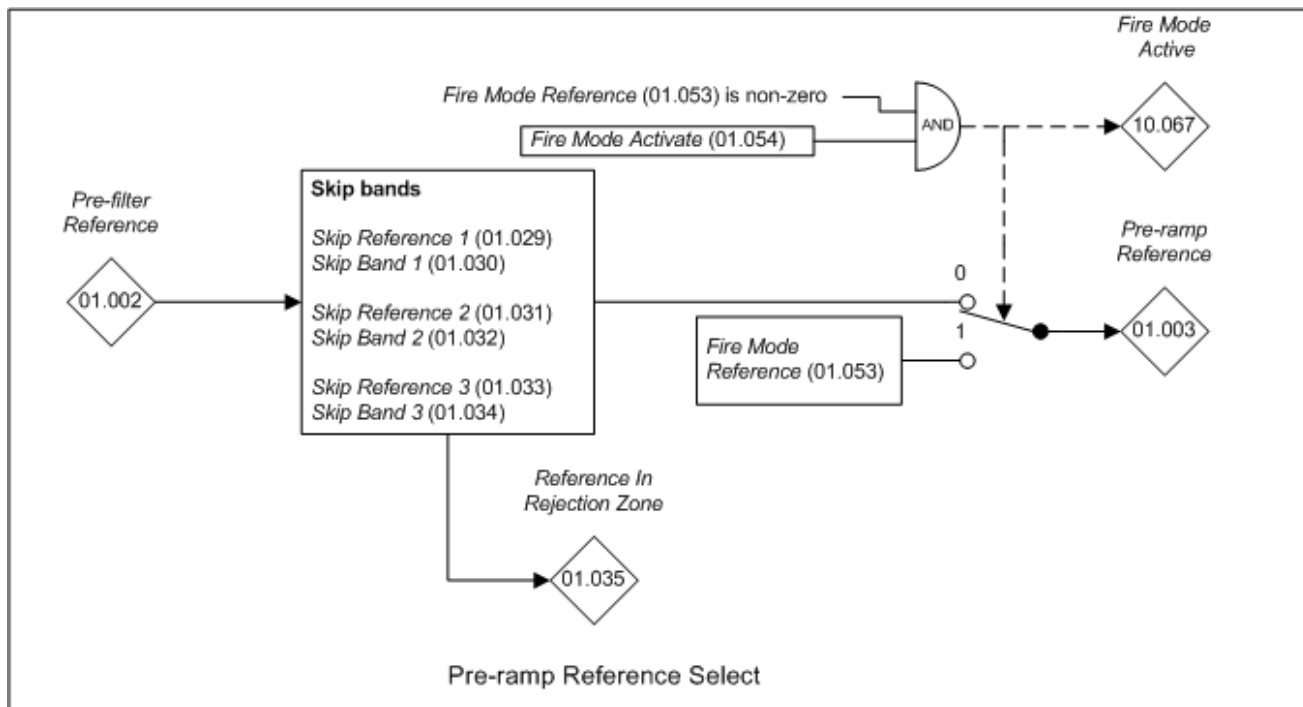 Fire Mode
Active
Fire Mode Reference (01.053) is non-zero
AND
10.067
Fire Mode Activate (01.054)
Pre-filter
Reference
01.002
Skip bands
Skip Reference 1 (01.029)
Skip Band 1 (01.030)
Skip Reference 2 (01.031)
Skip Band 2 (01.032)
Skip Reference 3 (01.033)
Skip Band 3 (01.034)
0
1
Fire Mode
Reference (01.053)
Pre-ramp
Reference
01.003
Reference In
Rejection Zone
01.035
Pre-ramp Reference Select